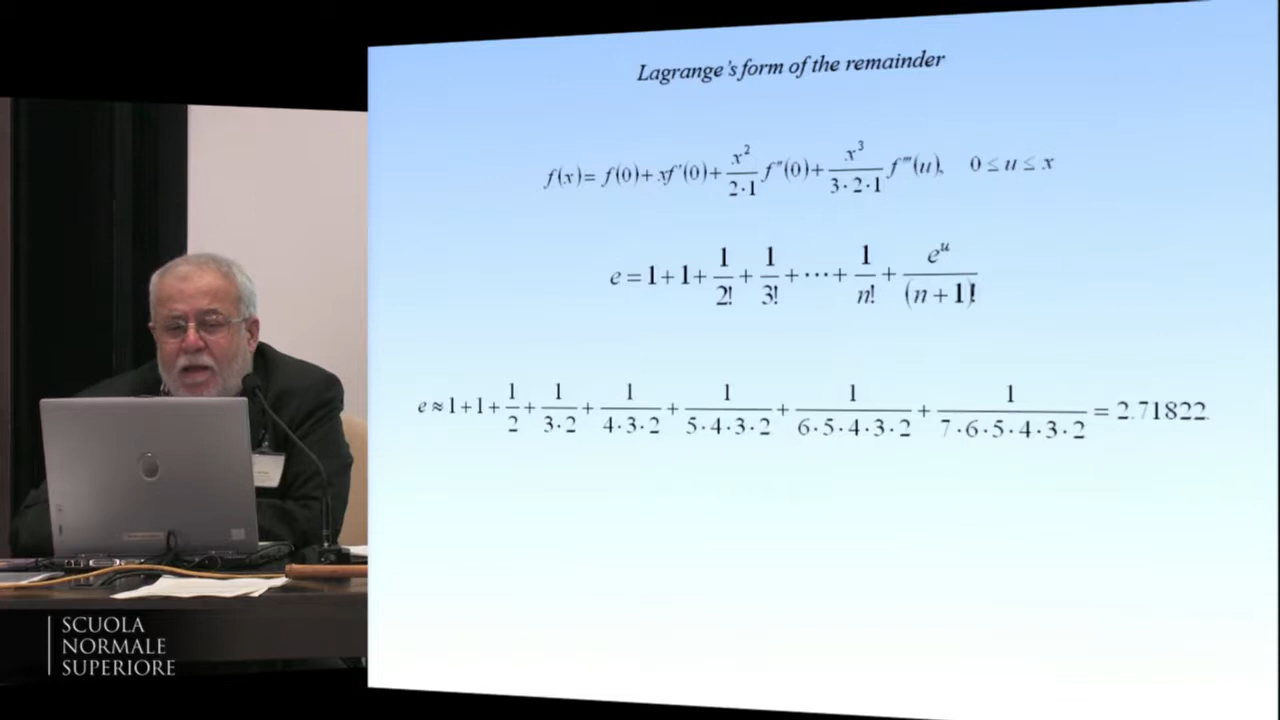 Lagrange's form of the remainder
f(x)= f(0)+ xf'(0)+ x²/2·1 f''(0)+ x³/3·2·1 f'''(u), 0 ≤ u ≤ x
e = 1+1+ 1/2! + 1/3! + ··· + 1/n! + eᵘ/(n+1)!
e ≈ 1+1+ 1/2 + 1/3·2 + 1/4·3·2 + 1/5·4·3·2 + 1/6·5·4·3·2 + 1/7·6·5·4·3·2 = 2.71822.
SCUOLA
NORMALE
SUPERIORE